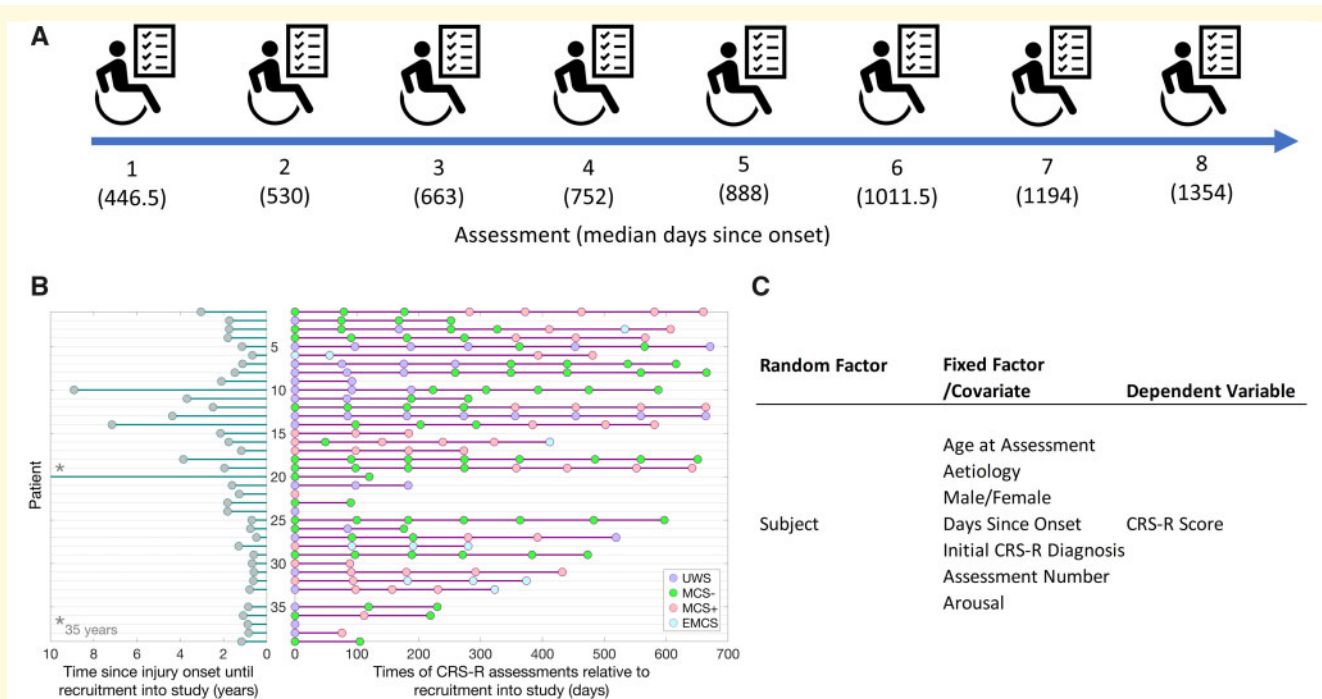 A
1 2 3 4 5 6 7 8
(446.5) (530) (663) (752) (888) (1011.5) (1194) (1354)
Assessment (median days since onset)
B
Patient
5
10
15
*
20
25
30
35
* 35 years
10 8 6 4 2 0
Time since injury onset until
recruitment into study (years)
UWS
MCS-
MCS+
EMCS
0 100 200 300 400 500 600 700
Times of CRS-R assessments relative to
recruitment into study (days)
C
Random Factor Fixed Factor
/Covariate Dependent Variable
Age at Assessment
Aetiology
Male/Female
Subject Days Since Onset CRS-R Score
Initial CRS-R Diagnosis
Assessment Number
Arousal